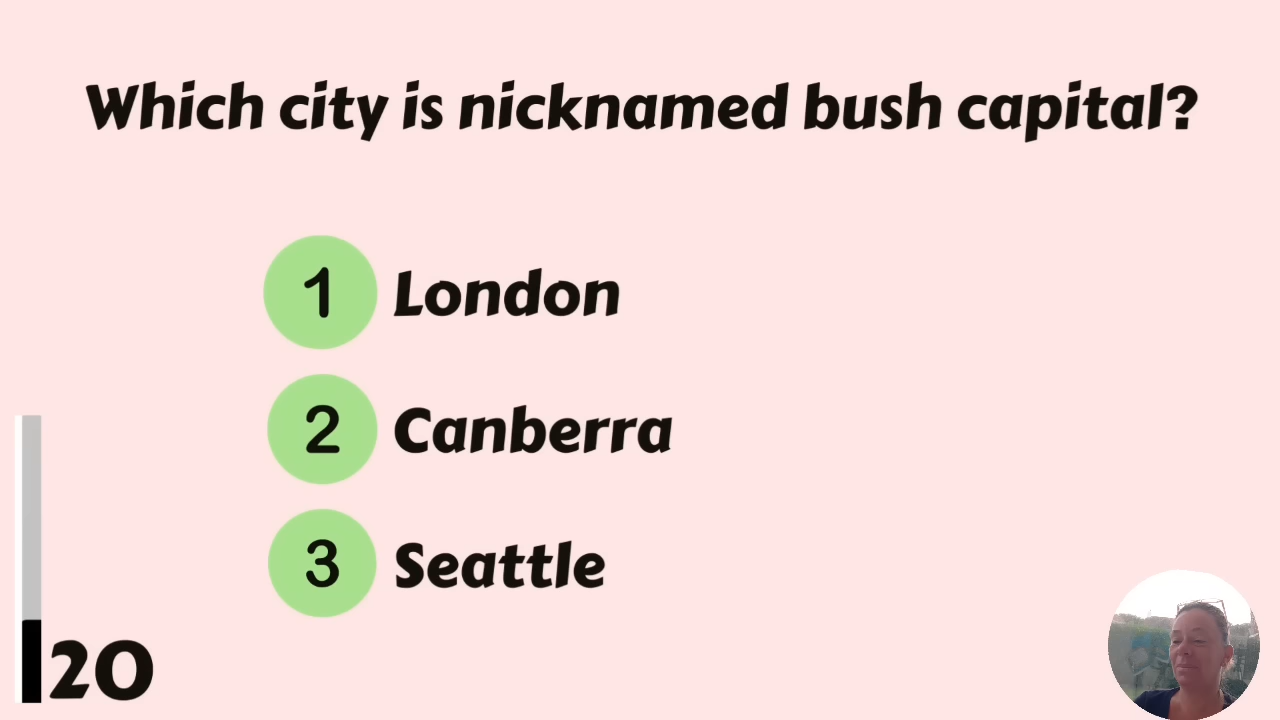 Which city is nicknamed bush capital?
1 London
2 Canberra
3 Seattle
20